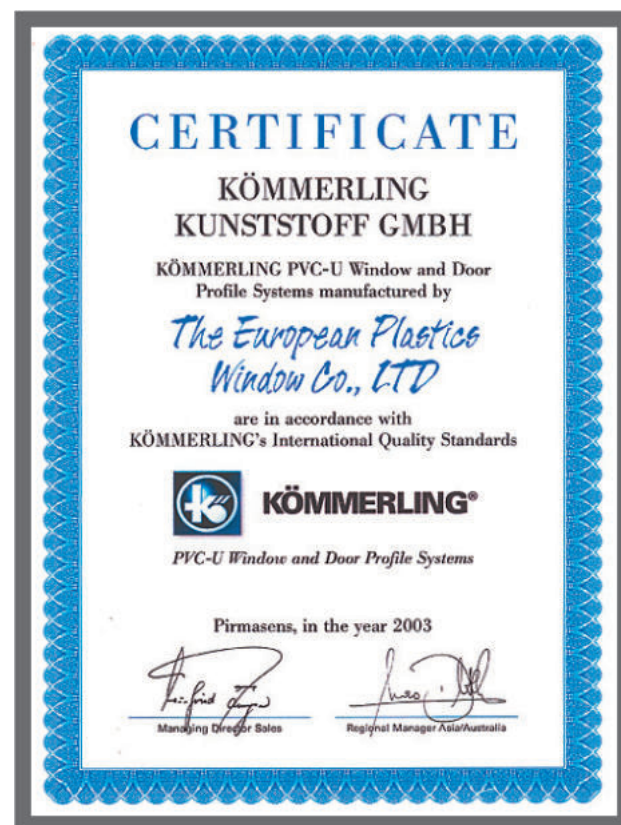 CERTIFICATE
KÖMMERLING
KUNSTSTOFF GMBH
KÖMMERLING PVC-U Window and Door
Profile Systems manufactured by
The European Plastics
Window Co., LTD
are in accordance with
KÖMMERLING's International Quality Standards
KÖMMERLING®
PVC-U Window and Door Profile Systems
Pirmasens, in the year 2003
Managing Director Sales
Regional Manager Asia/Australia